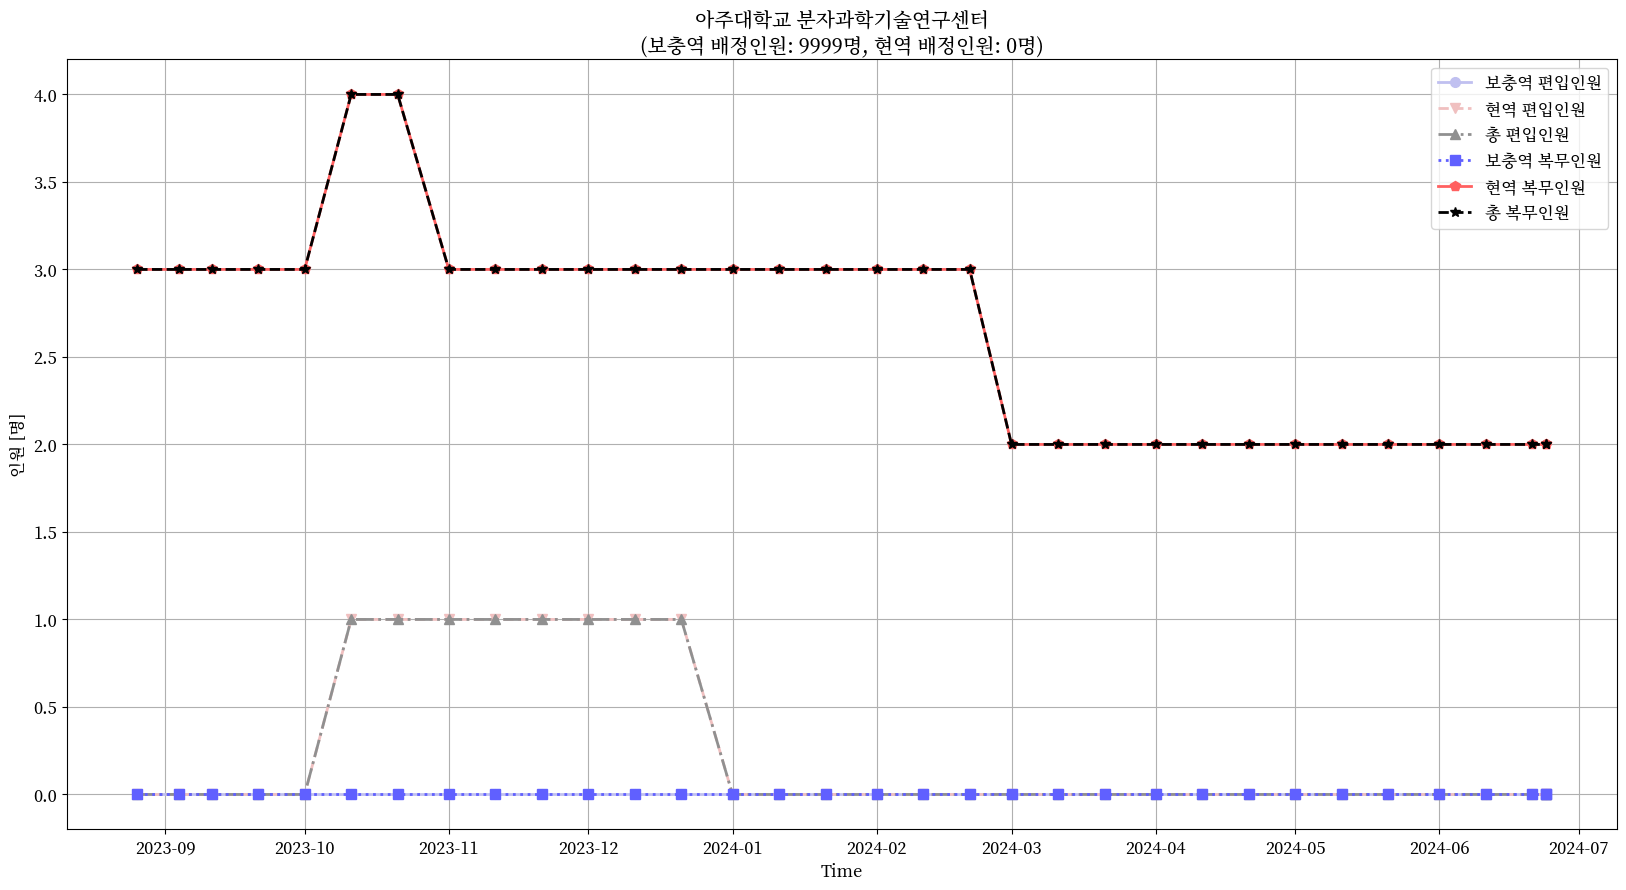 아주대학교 분자과학기술연구센터
(보충역 배정인원: 9999명, 현역 배정인원: 0명)
보충역 편입인원
현역 편입인원
총 편입인원
보충역 복무인원
현역 복무인원
총 복무인원
인원 [명]
4.0
3.5
3.0
2.5
2.0
1.5
1.0
0.5
0.0
2023-09 2023-10 2023-11 2023-12 2024-01 2024-02 2024-03 2024-04 2024-05 2024-06 2024-07
Time